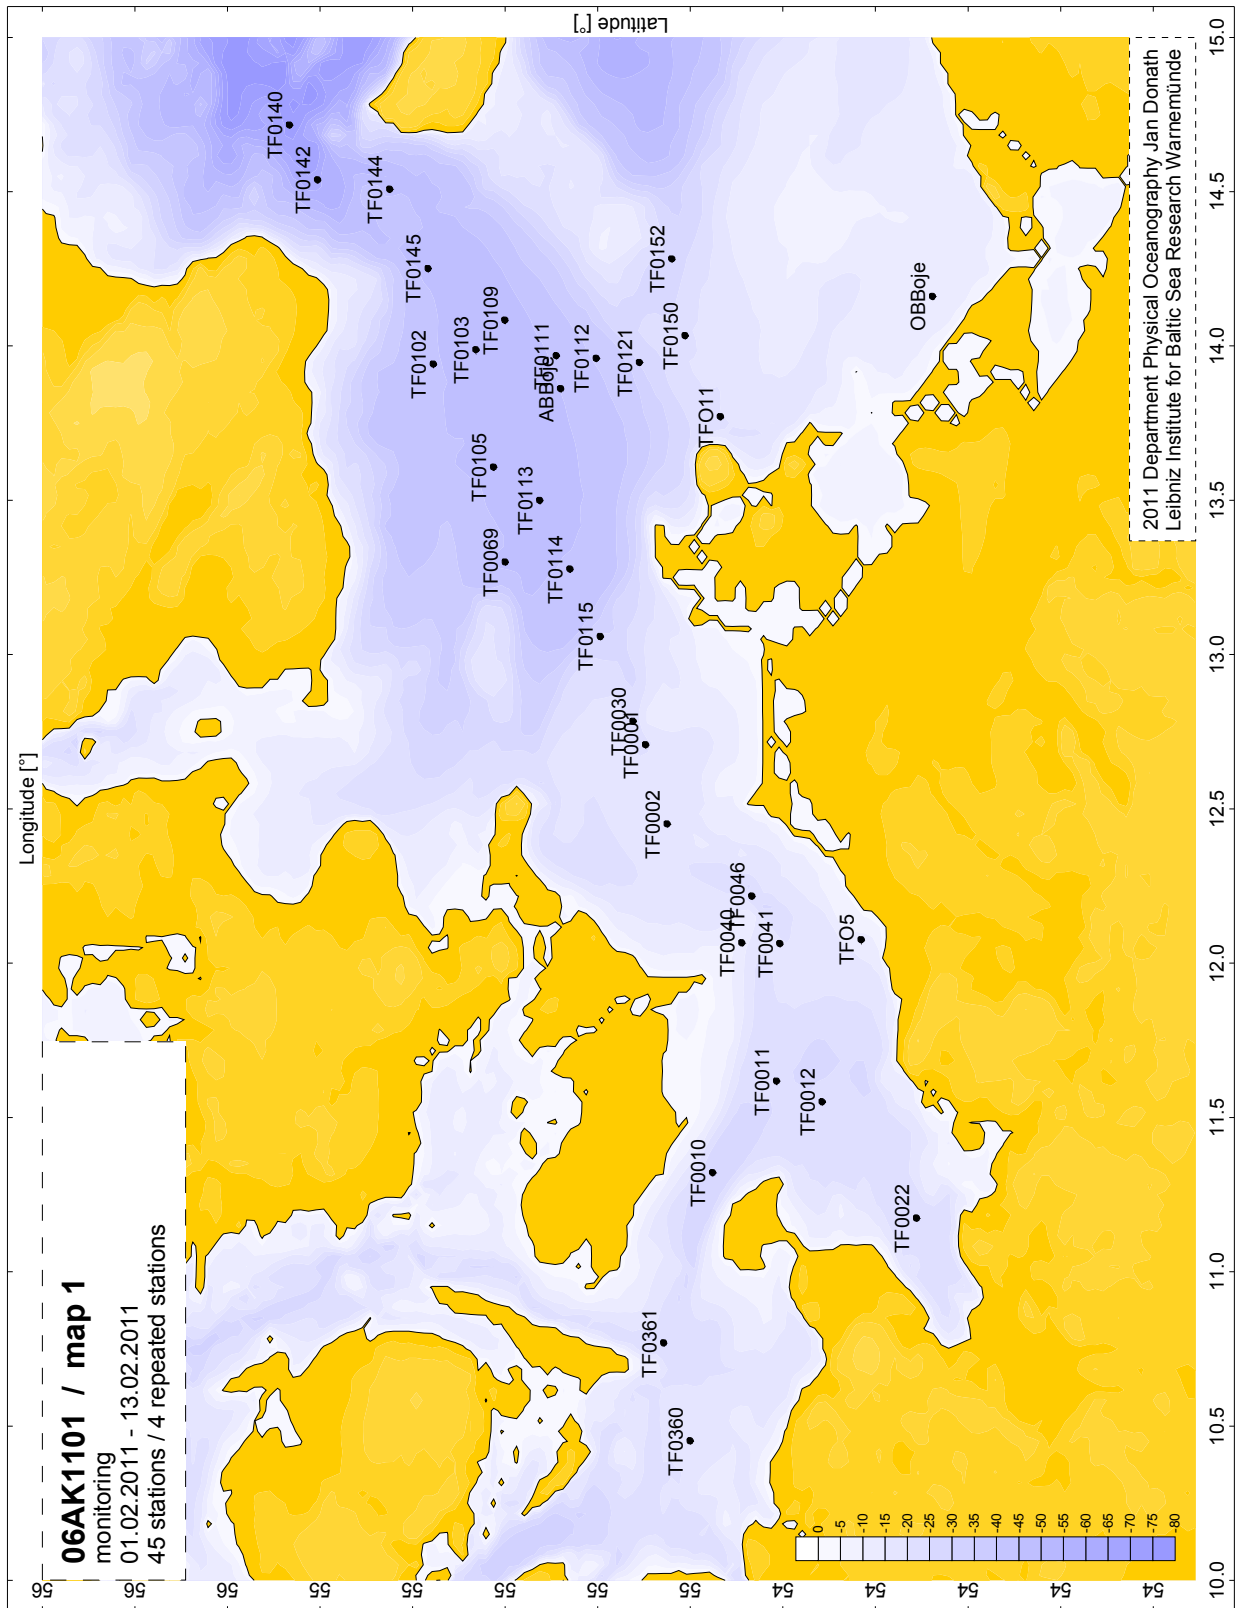 06AK1101 / map 1
monitoring
01.02.2011 - 13.02.2011
45 stations / 4 repeated stations
Longitude [°]
Latitude [°]
TF0140
TF0142
TF0144
TF0145
TF0152
TF0109
TF0103
TF0102
TF0111
ABBoje
TF0112
TF0121
TF0150
OBBoje
TFO11
TF0105
TF0113
TF0069
TF0114
TF0115
TF0030
TF0001
TF0002
TF0046
TF0040
TF0041
TFO5
TF0011
TF0012
TF0010
TF0022
TF0361
TF0360
56
56
55
55
55
55
55
55
54
54
54
54
54
10.0
10.5
11.0
11.5
12.0
12.5
13.0
13.5
14.0
14.5
15.0
0
-5
-10
-15
-20
-25
-30
-35
-40
-45
-50
-55
-60
-65
-70
-75
-80
2011 Department Physical Oceanography Jan Donath
Leibniz Institute for Baltic Sea Research Warnemünde